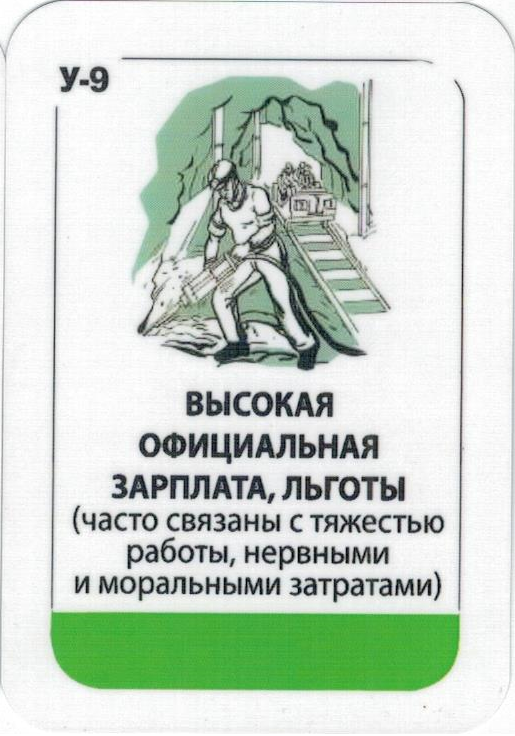 У-9
ВЫСОКАЯ
ОФИЦИАЛЬНАЯ
ЗАРПЛАТА, ЛЬГОТЫ
(часто связаны с тяжестью
работы, нервными
и моральными затратами)